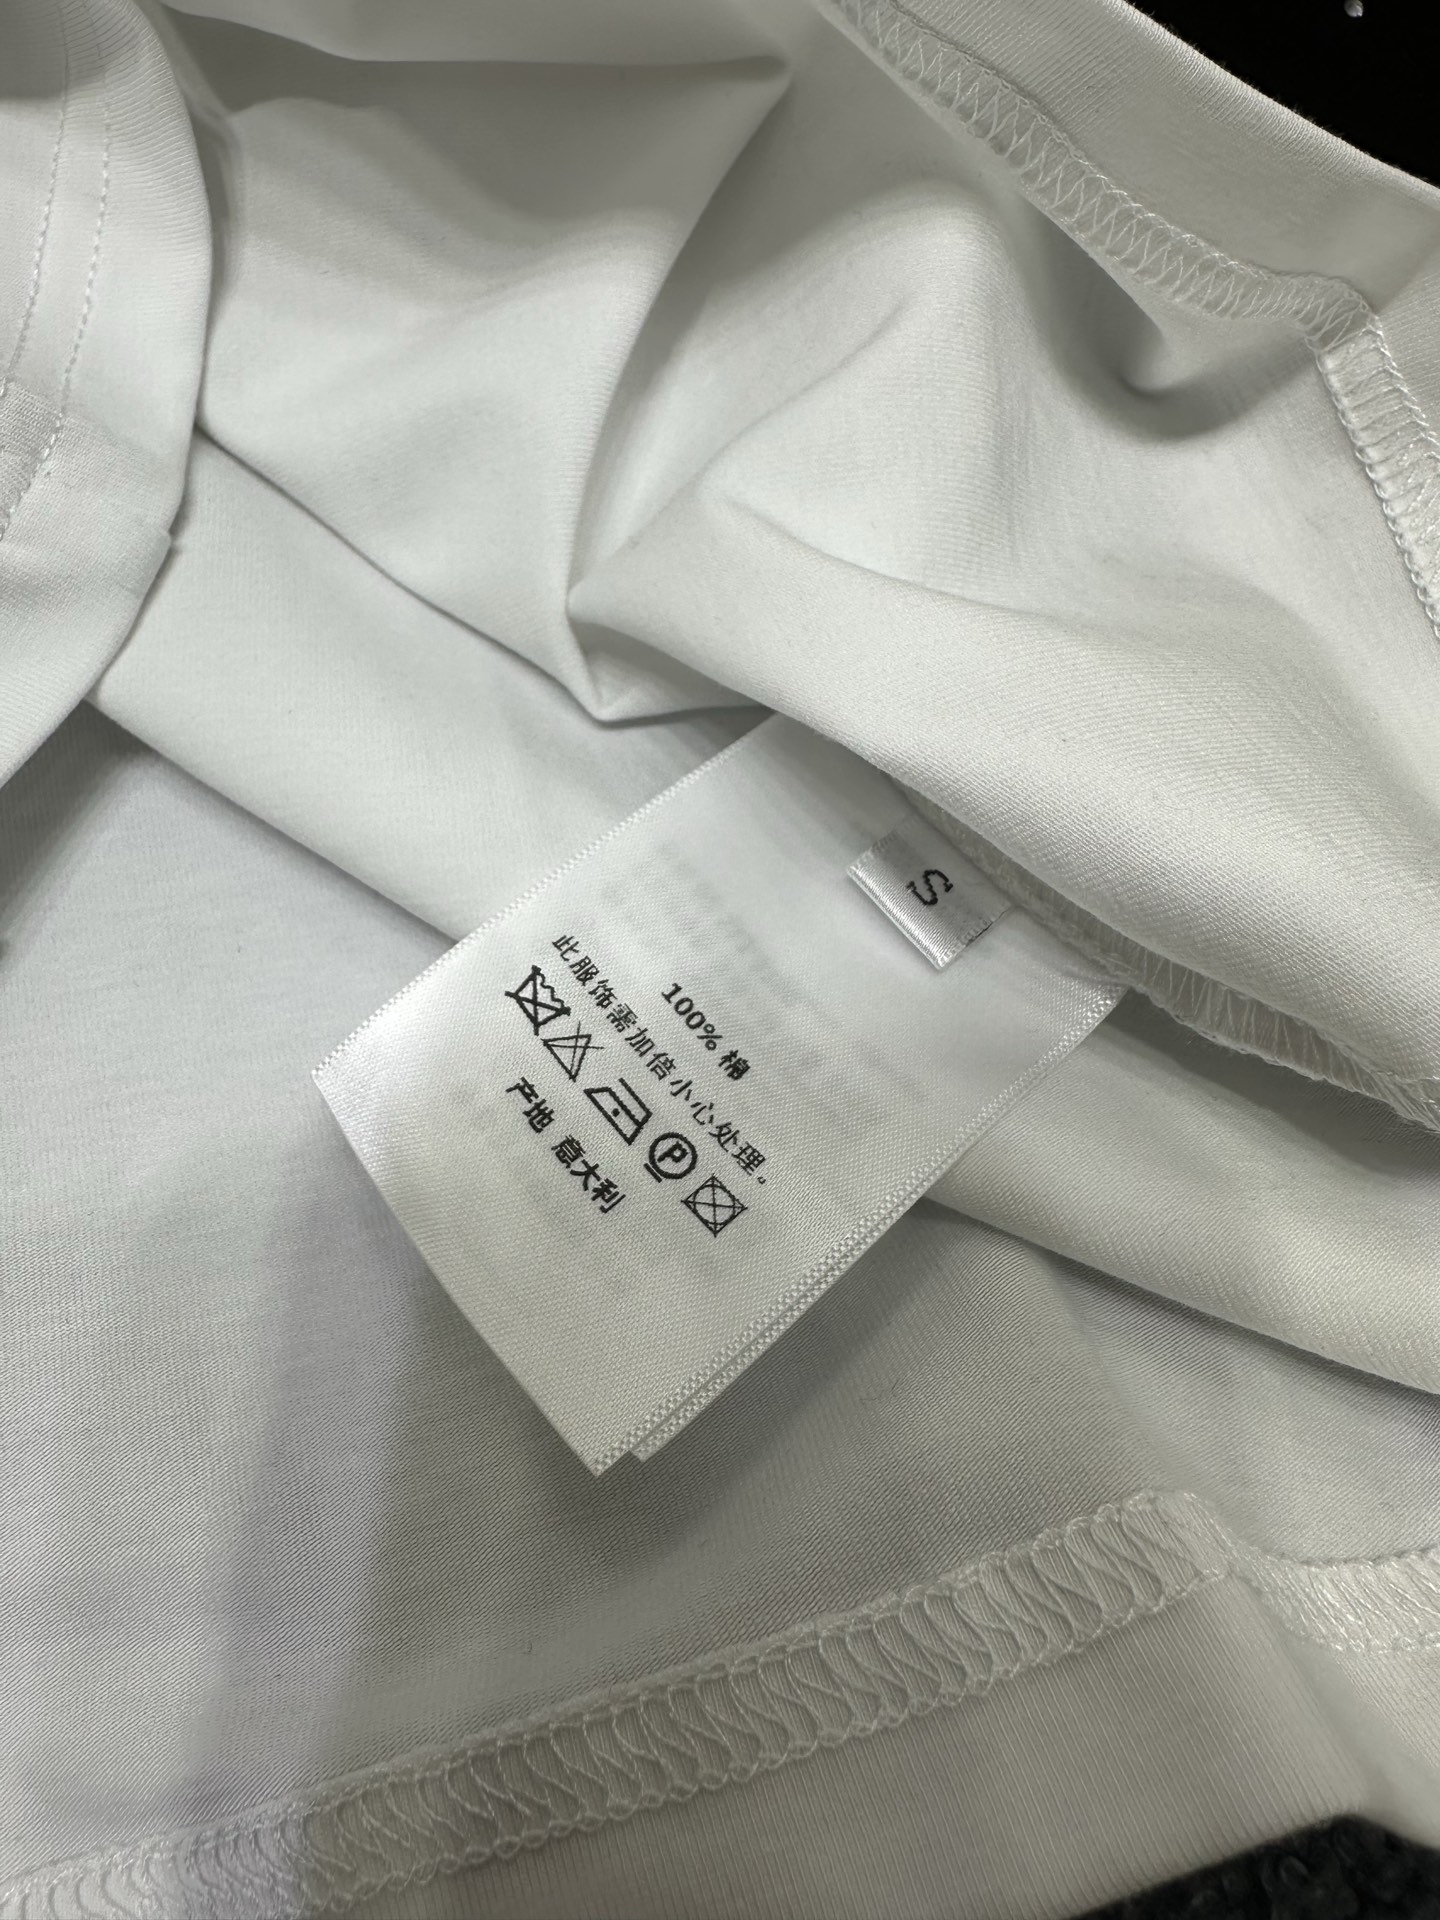 S
100% 棉
此服饰需加倍小心处理。
P
产地 意大利